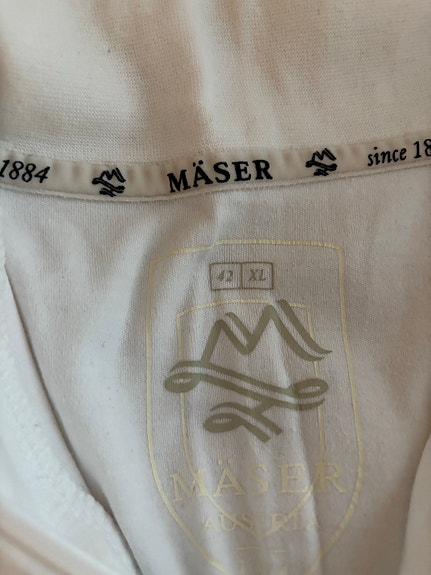 1884 MÄSER since 18
42 XL
MÄSER
AUSTRIA